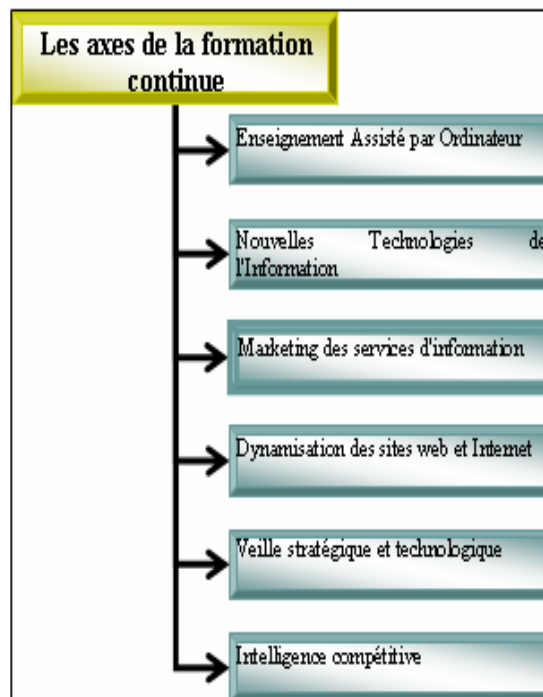 Les axes de la formation
continue
Enseignement Assisté par Ordinateur
Nouvelles Technologies de
l'Information
Marketing des services d'information
Dynamisation des sites web et Internet
Veille stratégique et technologique
Intelligence compétitive